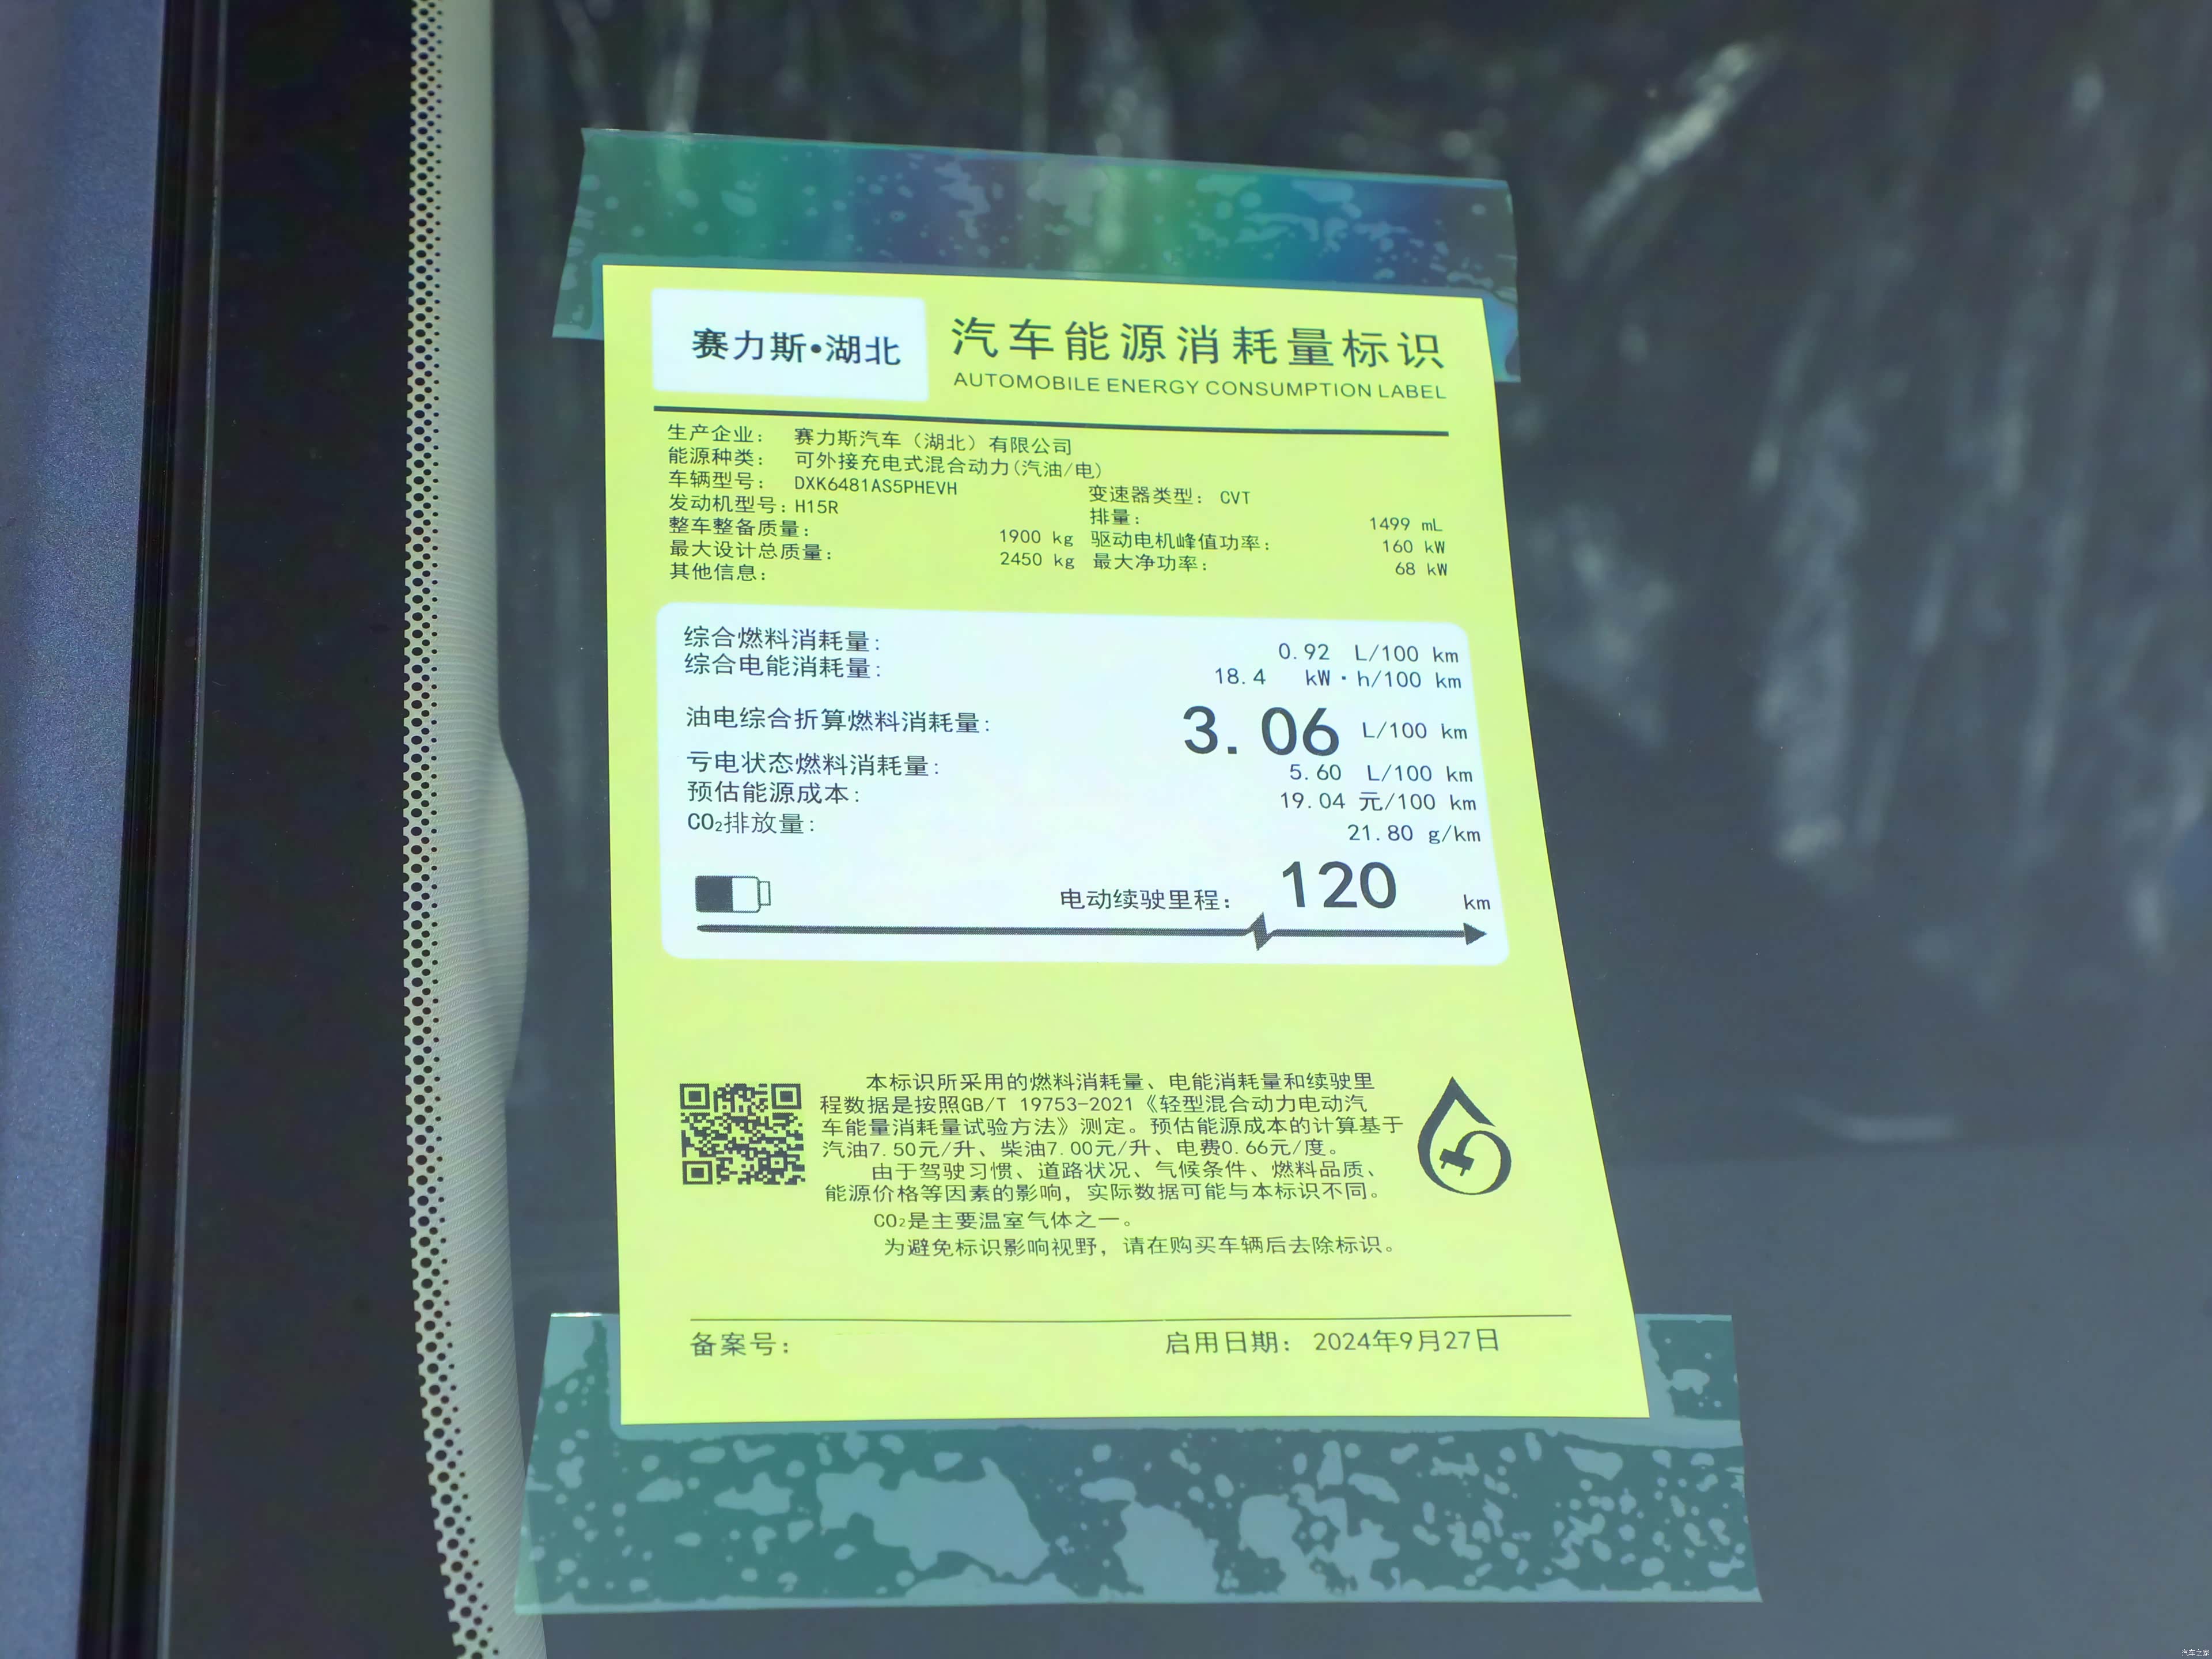 赛力斯•湖北
汽车能源消耗量标识
AUTOMOBILE ENERGY CONSUMPTION LABEL
生产企业： 赛力斯汽车（湖北）有限公司
能源种类： 可外接充电式混合动力(汽油/电)
车辆型号： DXK6481AS5PHEVH 变速器类型： CVT
发动机型号：H15R 排量： 1499 mL
整车整备质量： 1900 kg 驱动电机峰值功率： 160 kW
最大设计总质量： 2450 kg 最大净功率： 68 kW
其他信息：
综合燃料消耗量： 0.92 L/100 km
综合电能消耗量： 18.4 kW·h/100 km
油电综合折算燃料消耗量： 3.06 L/100 km
亏电状态燃料消耗量： 5.60 L/100 km
预估能源成本： 19.04 元/100 km
CO₂排放量： 21.80 g/km
电动续驶里程： 120 km
本标识所采用的燃料消耗量、电能消耗量和续驶里
程数据是按照GB/T 19753-2021《轻型混合动力电动汽
车能量消耗量试验方法》测定。预估能源成本的计算基于
汽油7.50元/升、柴油7.00元/升、电费0.66元/度。
由于驾驶习惯、道路状况、气候条件、燃料品质、
能源价格等因素的影响，实际数据可能与本标识不同。
CO₂是主要温室气体之一。
为避免标识影响视野，请在购买车辆后去除标识。
备案号： 启用日期： 2024年9月27日
汽车之家